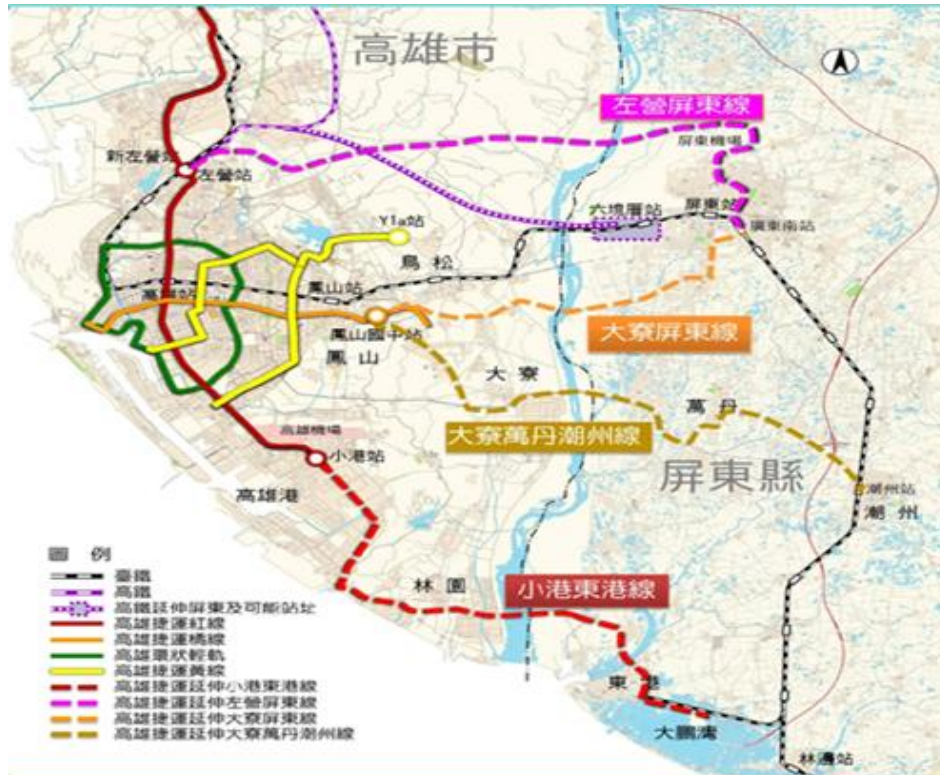 高雄市
左營屏東線
屏東機場
新左營站
左營站
六塊厝站
屏東站
廣東南站
Y1a站
鳥松
鳳山站
大寮屏東線
鳳山國中站
鳳山
大寮
萬丹
大寮萬丹潮州線
高雄機場
小港站
屏東縣
潮州站
潮州
高雄港
林園
小港東港線
東港
大鵬灣
林邊站
圖例
臺鐵
高鐵
高鐵延伸屏東及可能站址
高雄捷運紅線
高雄捷運橘線
高雄環狀輕軌
高雄捷運黃線
高雄捷運延伸小港東港線
高雄捷運延伸左營屏東線
高雄捷運延伸大寮屏東線
高雄捷運延伸大寮萬丹潮州線